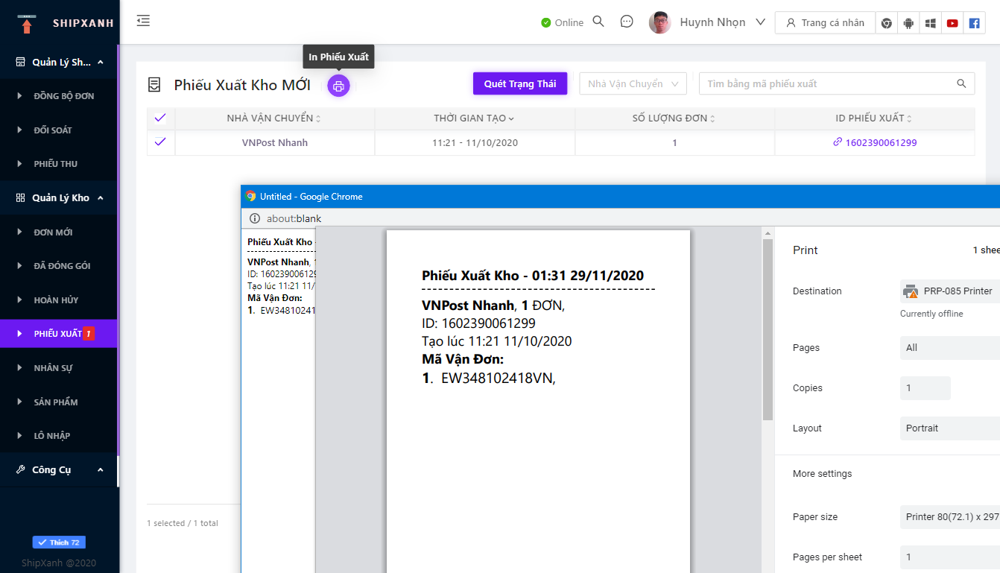 SHIPXANH
Online
Huynh Nhọn
Trang cá nhân
Quản Lý Sh...
ĐỒNG BỘ ĐƠN
ĐỐI SOÁT
PHIẾU THU
Quản Lý Kho
ĐƠN MỚI
ĐÃ ĐÓNG GÓI
HOÀN HỦY
PHIẾU XUẤT 1
NHÂN SỰ
SẢN PHẨM
LÔ NHẬP
Công Cụ
Thích 72
ShipXanh @2020
In Phiếu Xuất
Phiếu Xuất Kho MỚI
Quét Trạng Thái
Nhà Vận Chuyển
Tìm bằng mã phiếu xuất
NHÀ VẬN CHUYỂN THỜI GIAN TẠO SỐ LƯỢNG ĐƠN ID PHIẾU XUẤT
VNPost Nhanh 11:21 - 11/10/2020 1 1602390061299
1 selected / 1 total
Untitled - Google Chrome
about:blank
Phiếu Xuất Kho
VNPost Nhanh,
ID: 160239006129
Tạo lúc 11:21 11/
Mã Vận Đơn:
1. EW34810241
Phiếu Xuất Kho - 01:31 29/11/2020
VNPost Nhanh, 1 ĐƠN,
ID: 1602390061299
Tạo lúc 11:21 11/10/2020
Mã Vận Đơn:
1. EW348102418VN,
Print 1 shee
Destination PRP-085 Printer
Currently offline
Pages All
Copies 1
Layout Portrait
More settings
Paper size Printer 80(72.1) x 297
Pages per sheet 1